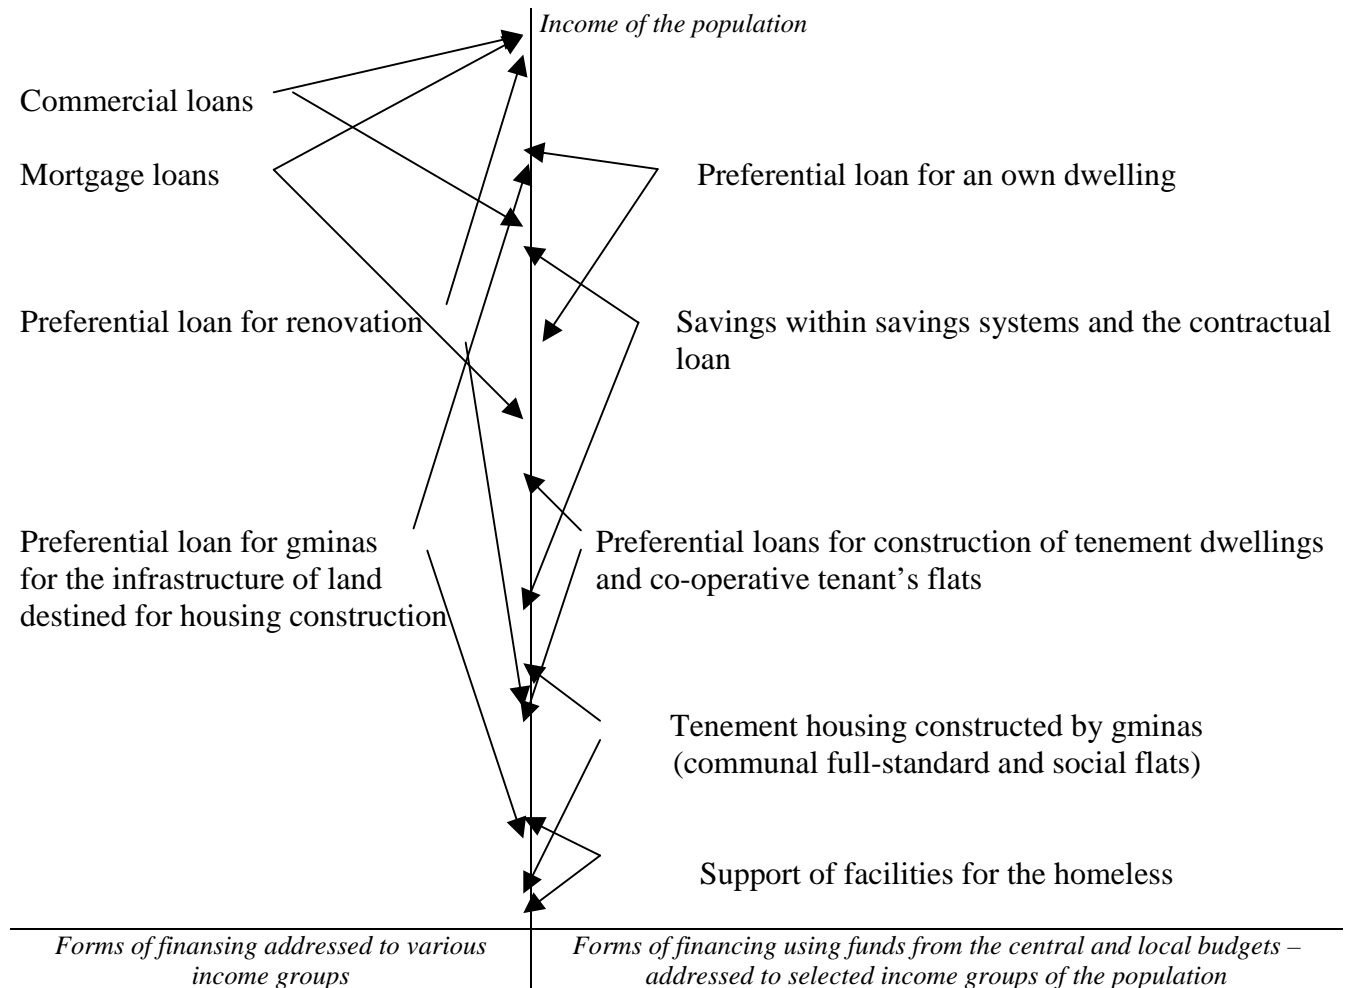 Income of the population
Commercial loans
Mortgage loans
Preferential loan for an own dwelling
Preferential loan for renovation
Savings within savings systems and the contractual
loan
Preferential loan for gminas
for the infrastructure of land
destined for housing construction
Preferential loans for construction of tenement dwellings
and co-operative tenant’s flats
Tenement housing constructed by gminas
(communal full-standard and social flats)
Support of facilities for the homeless
Forms of finansing addressed to various
income groups
Forms of financing using funds from the central and local budgets –
addressed to selected income groups of the population